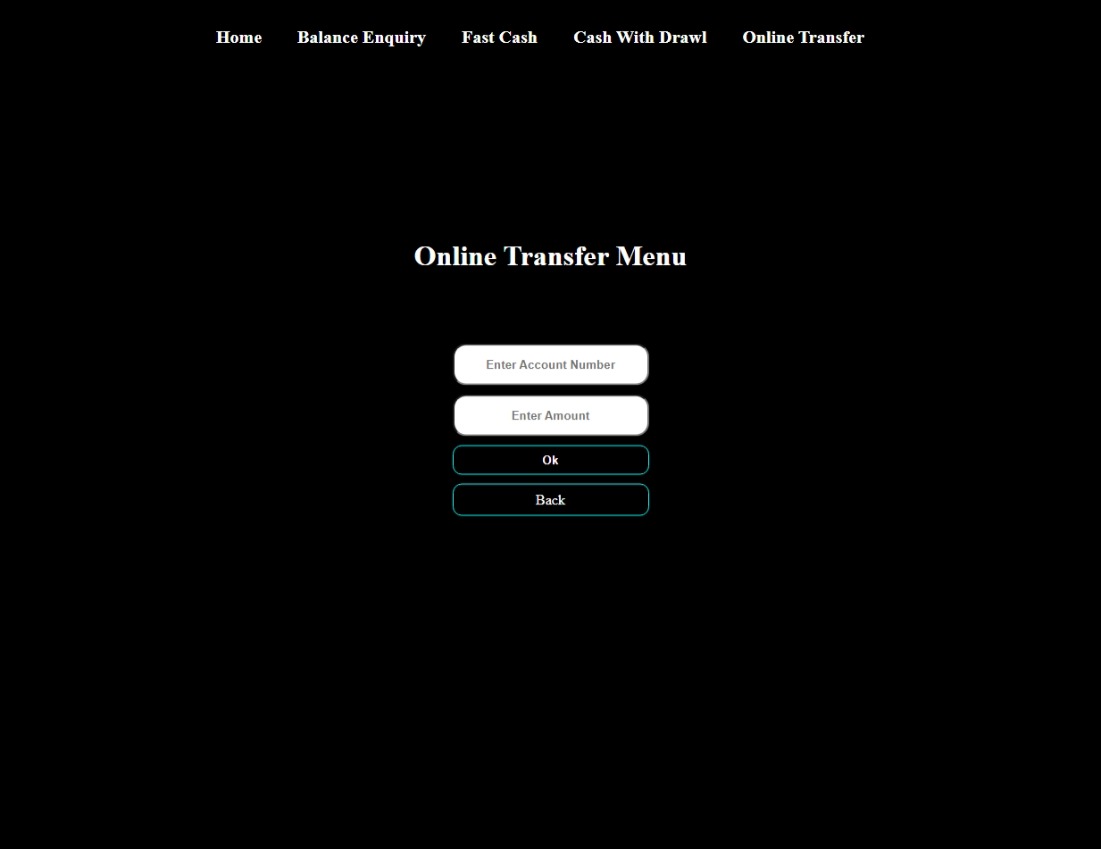 Home Balance Enquiry Fast Cash Cash With Drawl Online Transfer
Online Transfer Menu
Enter Account Number
Enter Amount
Ok
Back